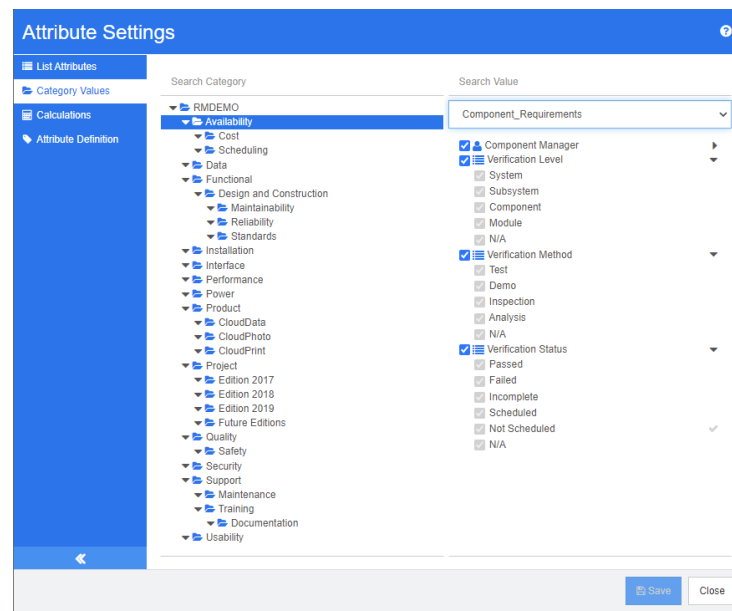 Attribute Settings
List Attributes
Category Values
Calculations
Attribute Definition
Search Category
RMDEMO
Availability
Cost
Scheduling
Data
Functional
Design and Construction
Maintainability
Reliability
Standards
Installation
Interface
Performance
Power
Product
CloudData
CloudPhoto
CloudPrint
Project
Edition 2017
Edition 2018
Edition 2019
Future Editions
Quality
Safety
Security
Support
Maintenance
Training
Documentation
Usability
Search Value
Component_Requirements
Component Manager
Verification Level
System
Subsystem
Component
Module
N/A
Verification Method
Test
Demo
Inspection
Analysis
N/A
Verification Status
Passed
Failed
Incomplete
Scheduled
Not Scheduled
N/A
Save
Close